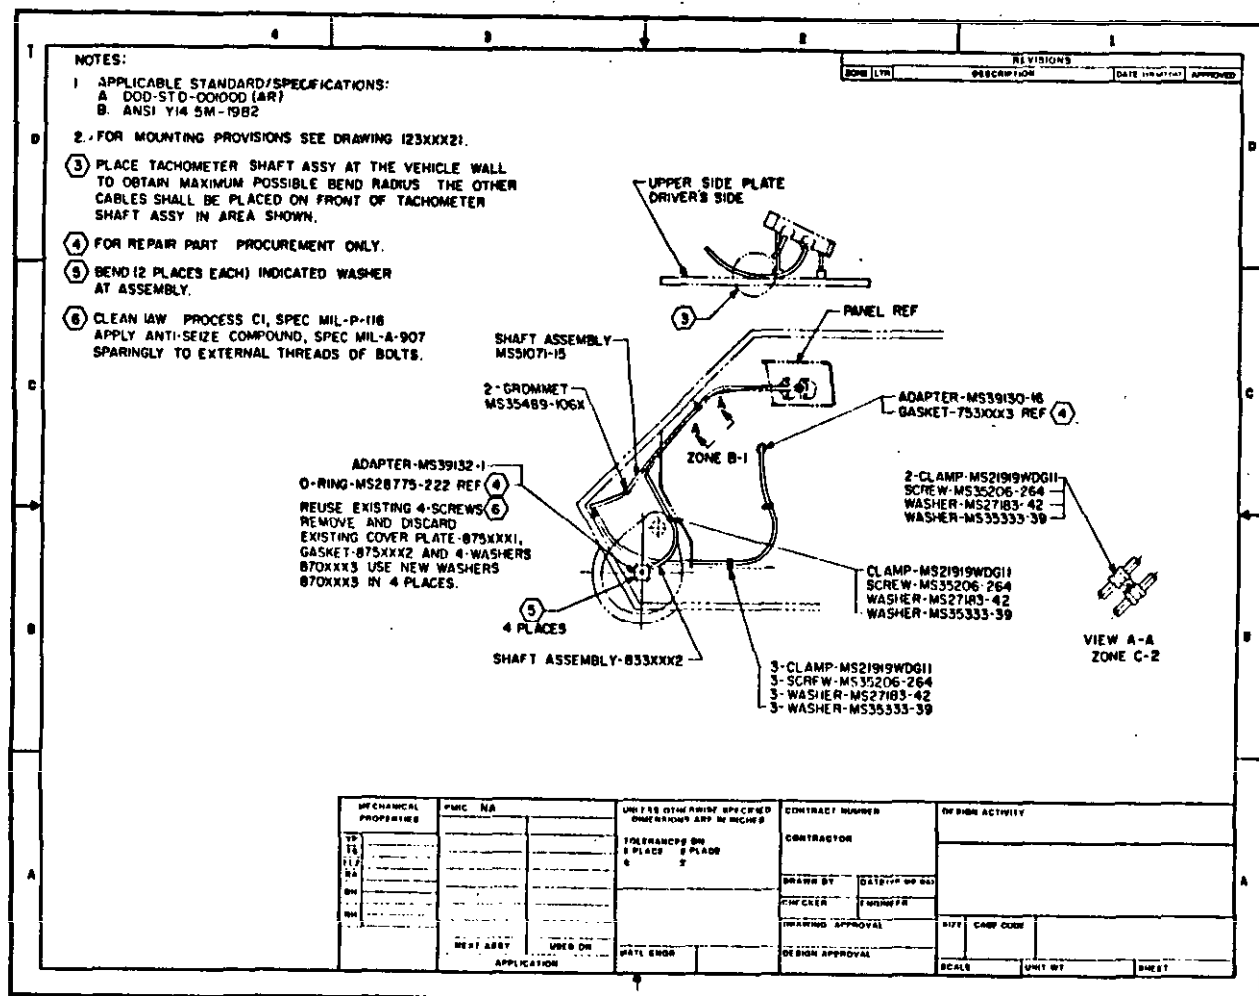 4
3
2
1
NOTES:
1 APPLICABLE STANDARD/SPECIFICATIONS:
A DOD-STD-00100D (AR)
B. ANSI Y14 5M-1982
2. FOR MOUNTING PROVISIONS SEE DRAWING 123XXX21.
3 PLACE TACHOMETER SHAFT ASSY AT THE VEHICLE WALL
TO OBTAIN MAXIMUM POSSIBLE BEND RADIUS THE OTHER
CABLES SHALL BE PLACED ON FRONT OF TACHOMETER
SHAFT ASSY IN AREA SHOWN.
4 FOR REPAIR PART PROCUREMENT ONLY.
5 BEND (2 PLACES EACH) INDICATED WASHER
AT ASSEMBLY.
6 CLEAN IAW PROCESS C1, SPEC MIL-P-116
APPLY ANTI-SEIZE COMPOUND, SPEC MIL-A-907
SPARINGLY TO EXTERNAL THREADS OF BOLTS.
REVISIONS
ZONE LTR DESCRIPTION DATE APPROVED
D
D
C
C
B
B
A
A
UPPER SIDE PLATE
DRIVER'S SIDE
3
PANEL REF
SHAFT ASSEMBLY
MS51071-15
2-GROMMET
MS35489-106X
A
A
ZONE B-1
ADAPTER-MS39130-16
GASKET-753XXX3 REF 4
ADAPTER-MS39132-1
O-RING-MS28775-222 REF 4
REUSE EXISTING 4-SCREWS 6
REMOVE AND DISCARD
EXISTING COVER PLATE-875XXX1,
GASKET-875XXX2 AND 4-WASHERS
870XXX3 USE NEW WASHERS
870XXX3 IN 4 PLACES.
5
4 PLACES
SHAFT ASSEMBLY-833XXX2
2-CLAMP-MS21919WDG11
SCREW-MS35206-264
WASHER-MS27183-42
WASHER-MS35333-39
CLAMP-MS21919WDG11
SCREW-MS35206-264
WASHER-MS27183-42
WASHER-MS35333-39
3-CLAMP-MS21919WDG11
3-SCREW-MS35206-264
3-WASHER-MS27183-42
3-WASHER-MS35333-39
VIEW A-A
ZONE C-2
MECHANICAL
PROPERTIES
PMIC NA
NEXT ASSY USED ON
APPLICATION
UNLESS OTHERWISE SPECIFIED
DIMENSIONS ARE IN INCHES
TOLERANCES ON
PLACE PLACE
MATL ENGR
CONTRACT NUMBER
CONTRACTOR
DRAWN BY
CHECKER ENGINEER
DRAWING APPROVAL
DESIGN APPROVAL
DESIGN ACTIVITY
SIZE CAGE CODE
SCALE UNIT WT SHEET